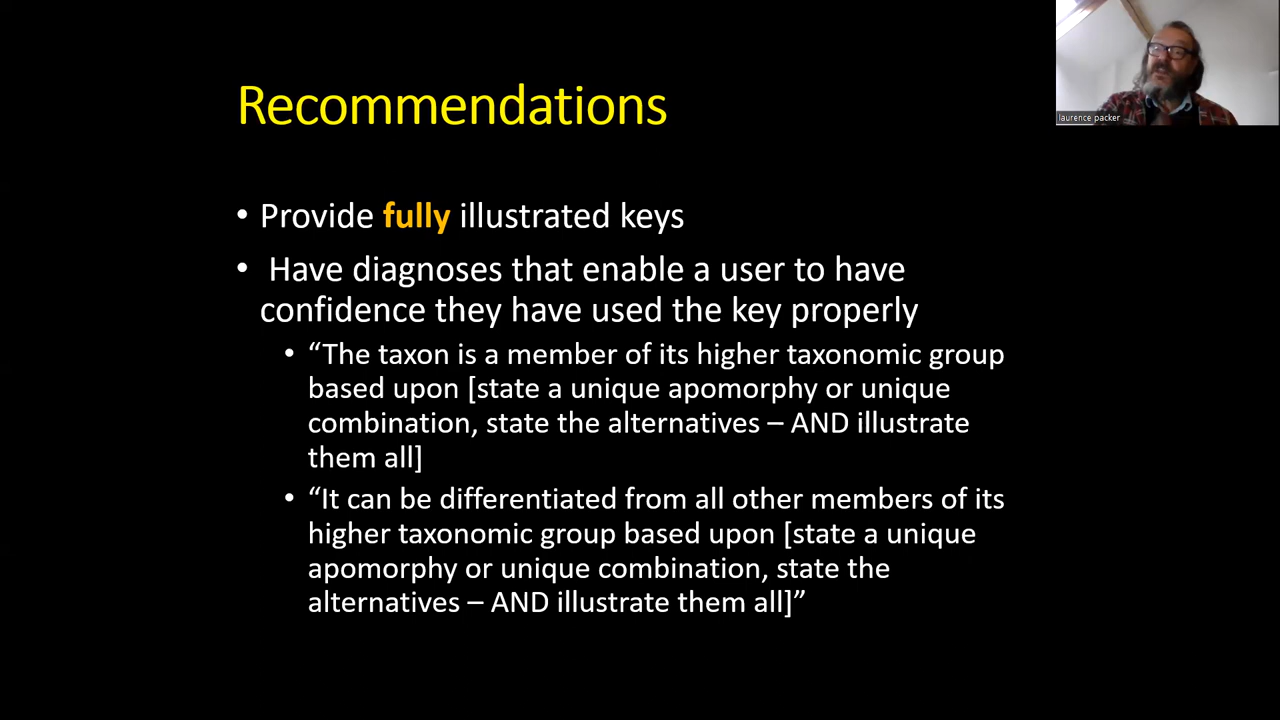 Recommendations
laurence packer
• Provide fully illustrated keys
• Have diagnoses that enable a user to have
confidence they have used the key properly
• “The taxon is a member of its higher taxonomic group
based upon [state a unique apomorphy or unique
combination, state the alternatives – AND illustrate
them all]
• “It can be differentiated from all other members of its
higher taxonomic group based upon [state a unique
apomorphy or unique combination, state the
alternatives – AND illustrate them all]”